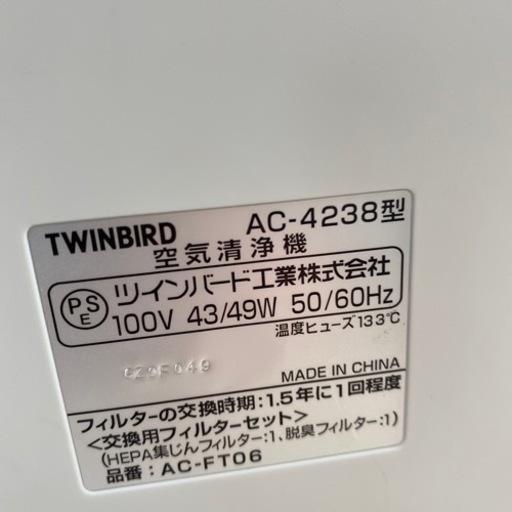 TWINBIRD AC-4238型
空気清浄機
PSE ツインバード工業株式会社
100V 43/49W 50/60Hz
温度ヒューズ133℃
MADE IN CHINA
フィルターの交換時期:1.5年に1回程度
<交換用フィルターセット>
(HEPA集じんフィルター:1、脱臭フィルター:1)
品番:AC-FT06